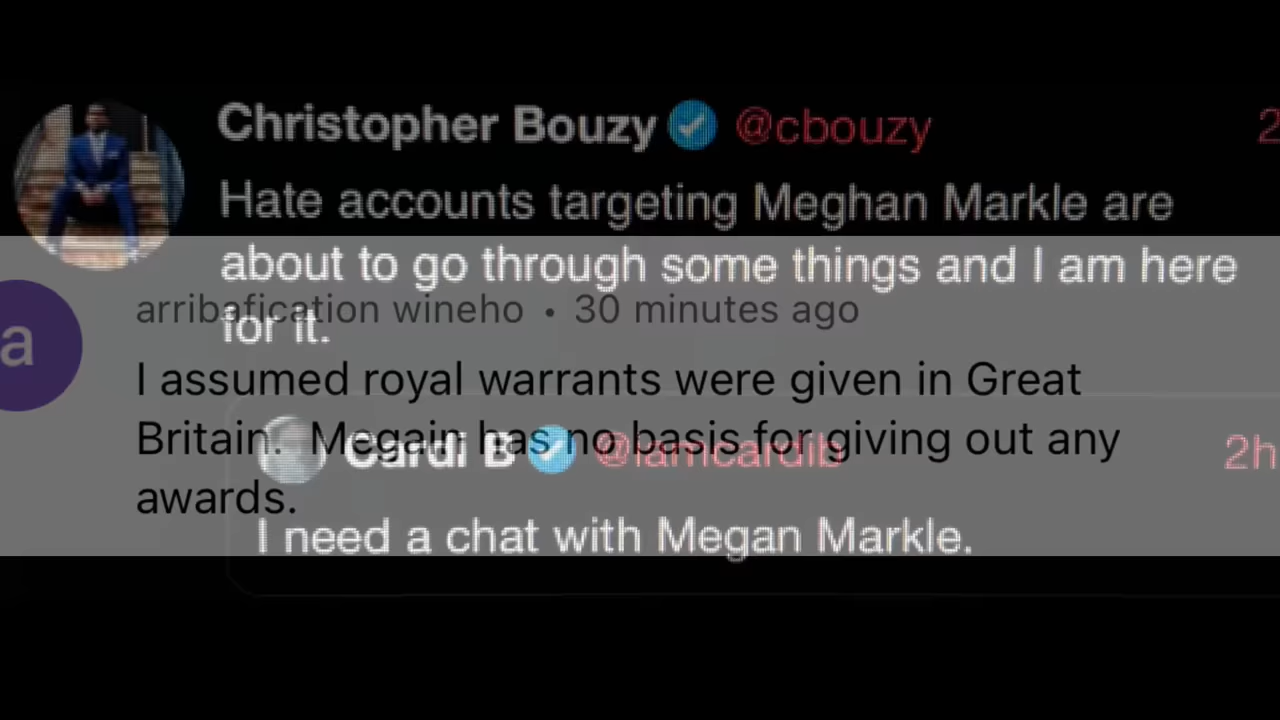 Christopher Bouzy @cbouzy 2
Hate accounts targeting Meghan Markle are
about to go through some things and I am here
for it.
Cardi B @iamcardib 2h
I need a chat with Megan Markle.
a
arribafication wineho • 30 minutes ago
I assumed royal warrants were given in Great
Britain. Megain has no basis for giving out any
awards.